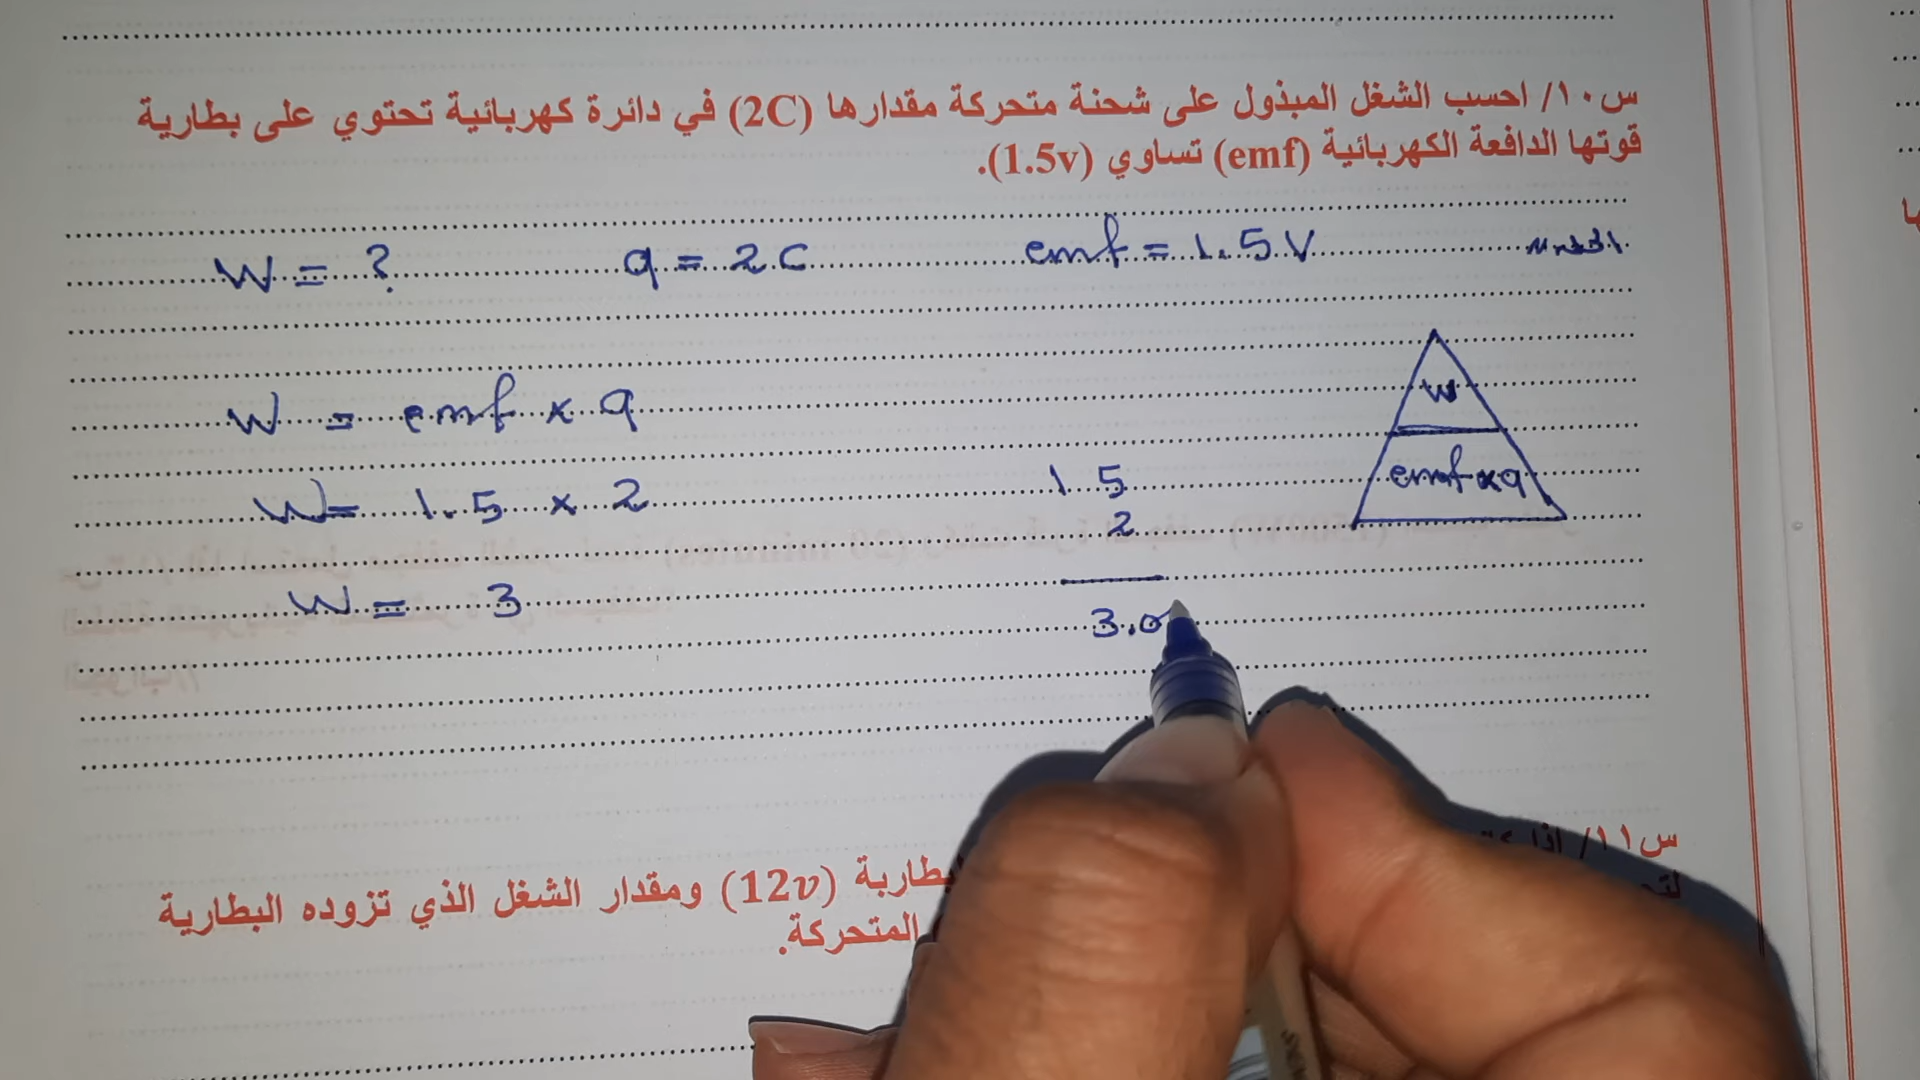 س١٠/ احسب الشغل المبذول على شحنة متحركة مقدارها (2C) في دائرة كهربائية تحتوي على بطارية
قوتها الدافعة الكهربائية (emf) تساوي (1.5v).
W = ? q = 2C emf = 1.5V
W
W = emf x q
emf x q
W = 1.5 x 2
1 5
2
W = 3
3.0
س١١/ اذا
بطارية (12v) ومقدار الشغل الذي تزوده البطارية
المتحركة.